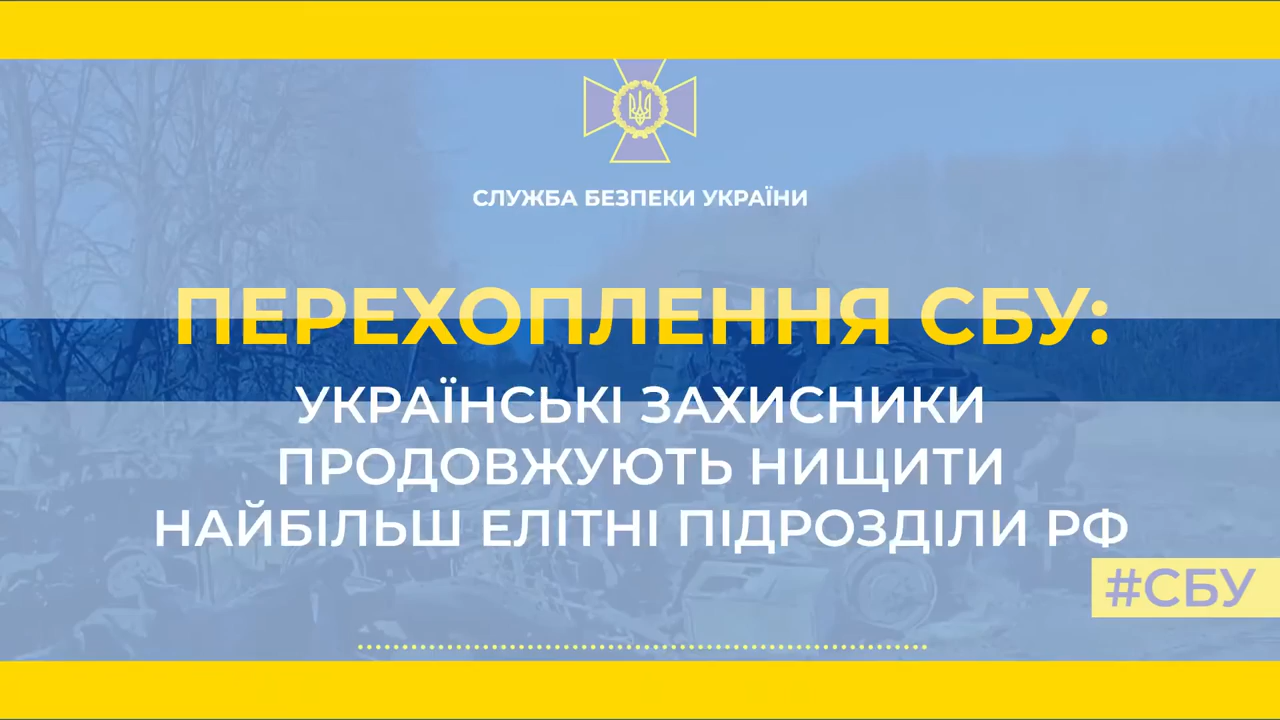 СЛУЖБА БЕЗПЕКИ УКРАЇНИ
ПЕРЕХОПЛЕННЯ СБУ:
УКРАЇНСЬКІ ЗАХИСНИКИ
ПРОДОВЖУЮТЬ НИЩИТИ
НАЙБІЛЬШ ЕЛІТНІ ПІДРОЗДІЛИ РФ
#СБУ